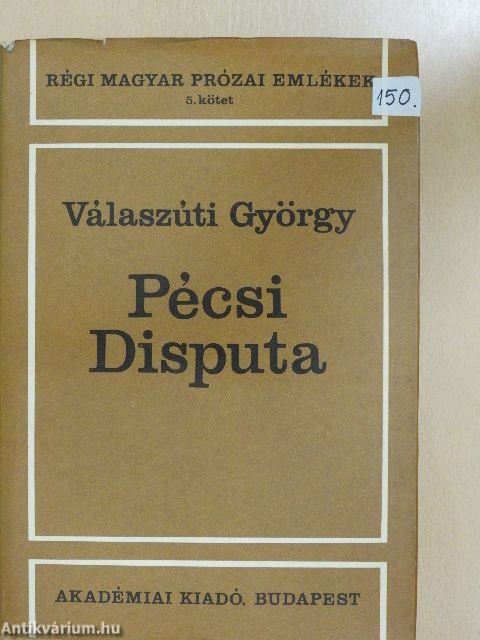 RÉGI MAGYAR PRÓZAI EMLÉKEK
5. kötet
150.
Válaszúti György
Pécsi
Disputa
AKADÉMIAI KIADÓ, BUDAPEST
Antikvárium.hu